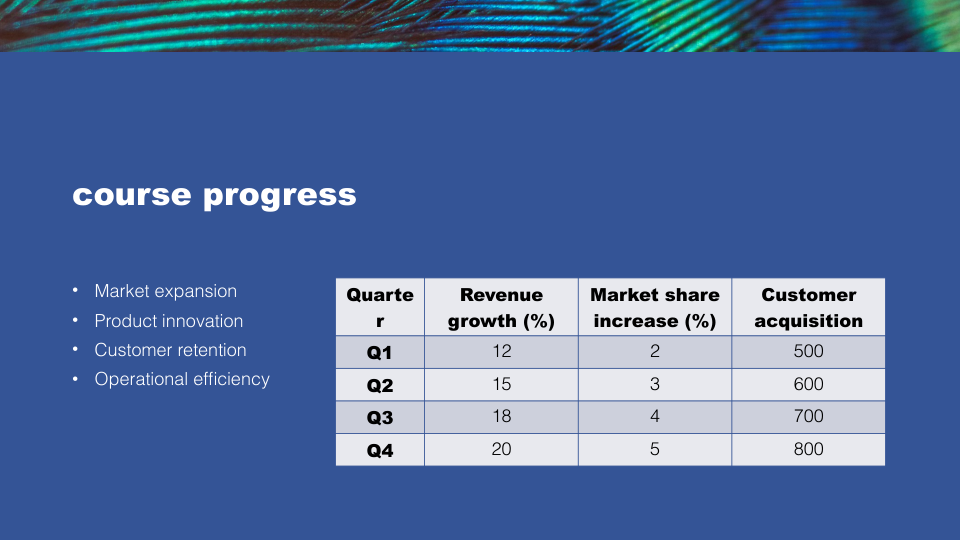 course progress
• Market expansion
• Product innovation
• Customer retention
• Operational efficiency
Quarte
r
Revenue
growth (%)
Market share
increase (%)
Customer
acquisition
Q1 12 2 500
Q2 15 3 600
Q3 18 4 700
Q4 20 5 800